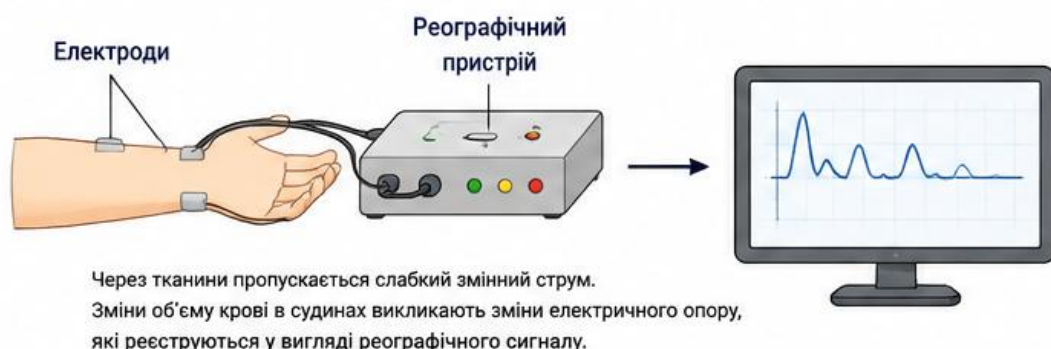 Електроди
Реографічний
пристрій
Через тканини пропускається слабкий змінний струм.
Зміни об'єму крові в судинах викликають зміни електричного опору,
які реєструються у вигляді реографічного сигналу.